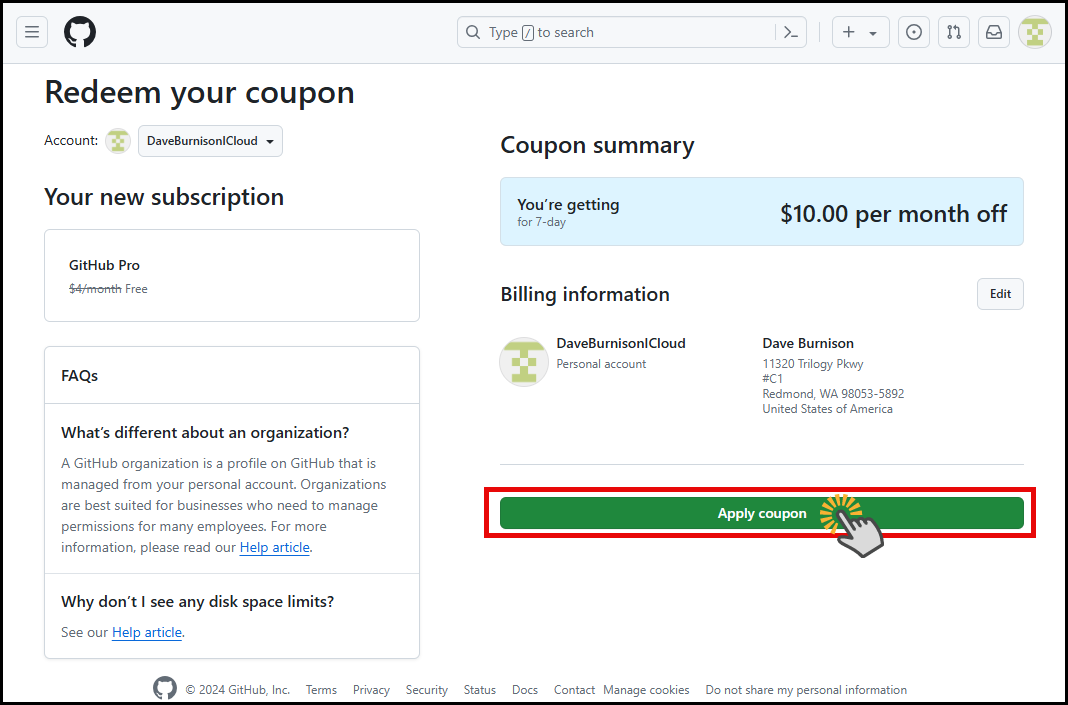 Type / to search
Redeem your coupon
Account: DaveBurnisonICloud
Your new subscription
GitHub Pro
$4/month Free
FAQs
What's different about an organization?
A GitHub organization is a profile on GitHub that is
managed from your personal account. Organizations
are best suited for businesses who need to manage
permissions for many employees. For more
information, please read our Help article.
Why don't I see any disk space limits?
See our Help article.
Coupon summary
You're getting
for 7-day
$10.00 per month off
Billing information
Edit
DaveBurnisonICloud
Personal account
Dave Burnison
11320 Trilogy Pkwy
#C1
Redmond, WA 98053-5892
United States of America
Apply coupon
© 2024 GitHub, Inc. Terms Privacy Security Status Docs Contact Manage cookies Do not share my personal information